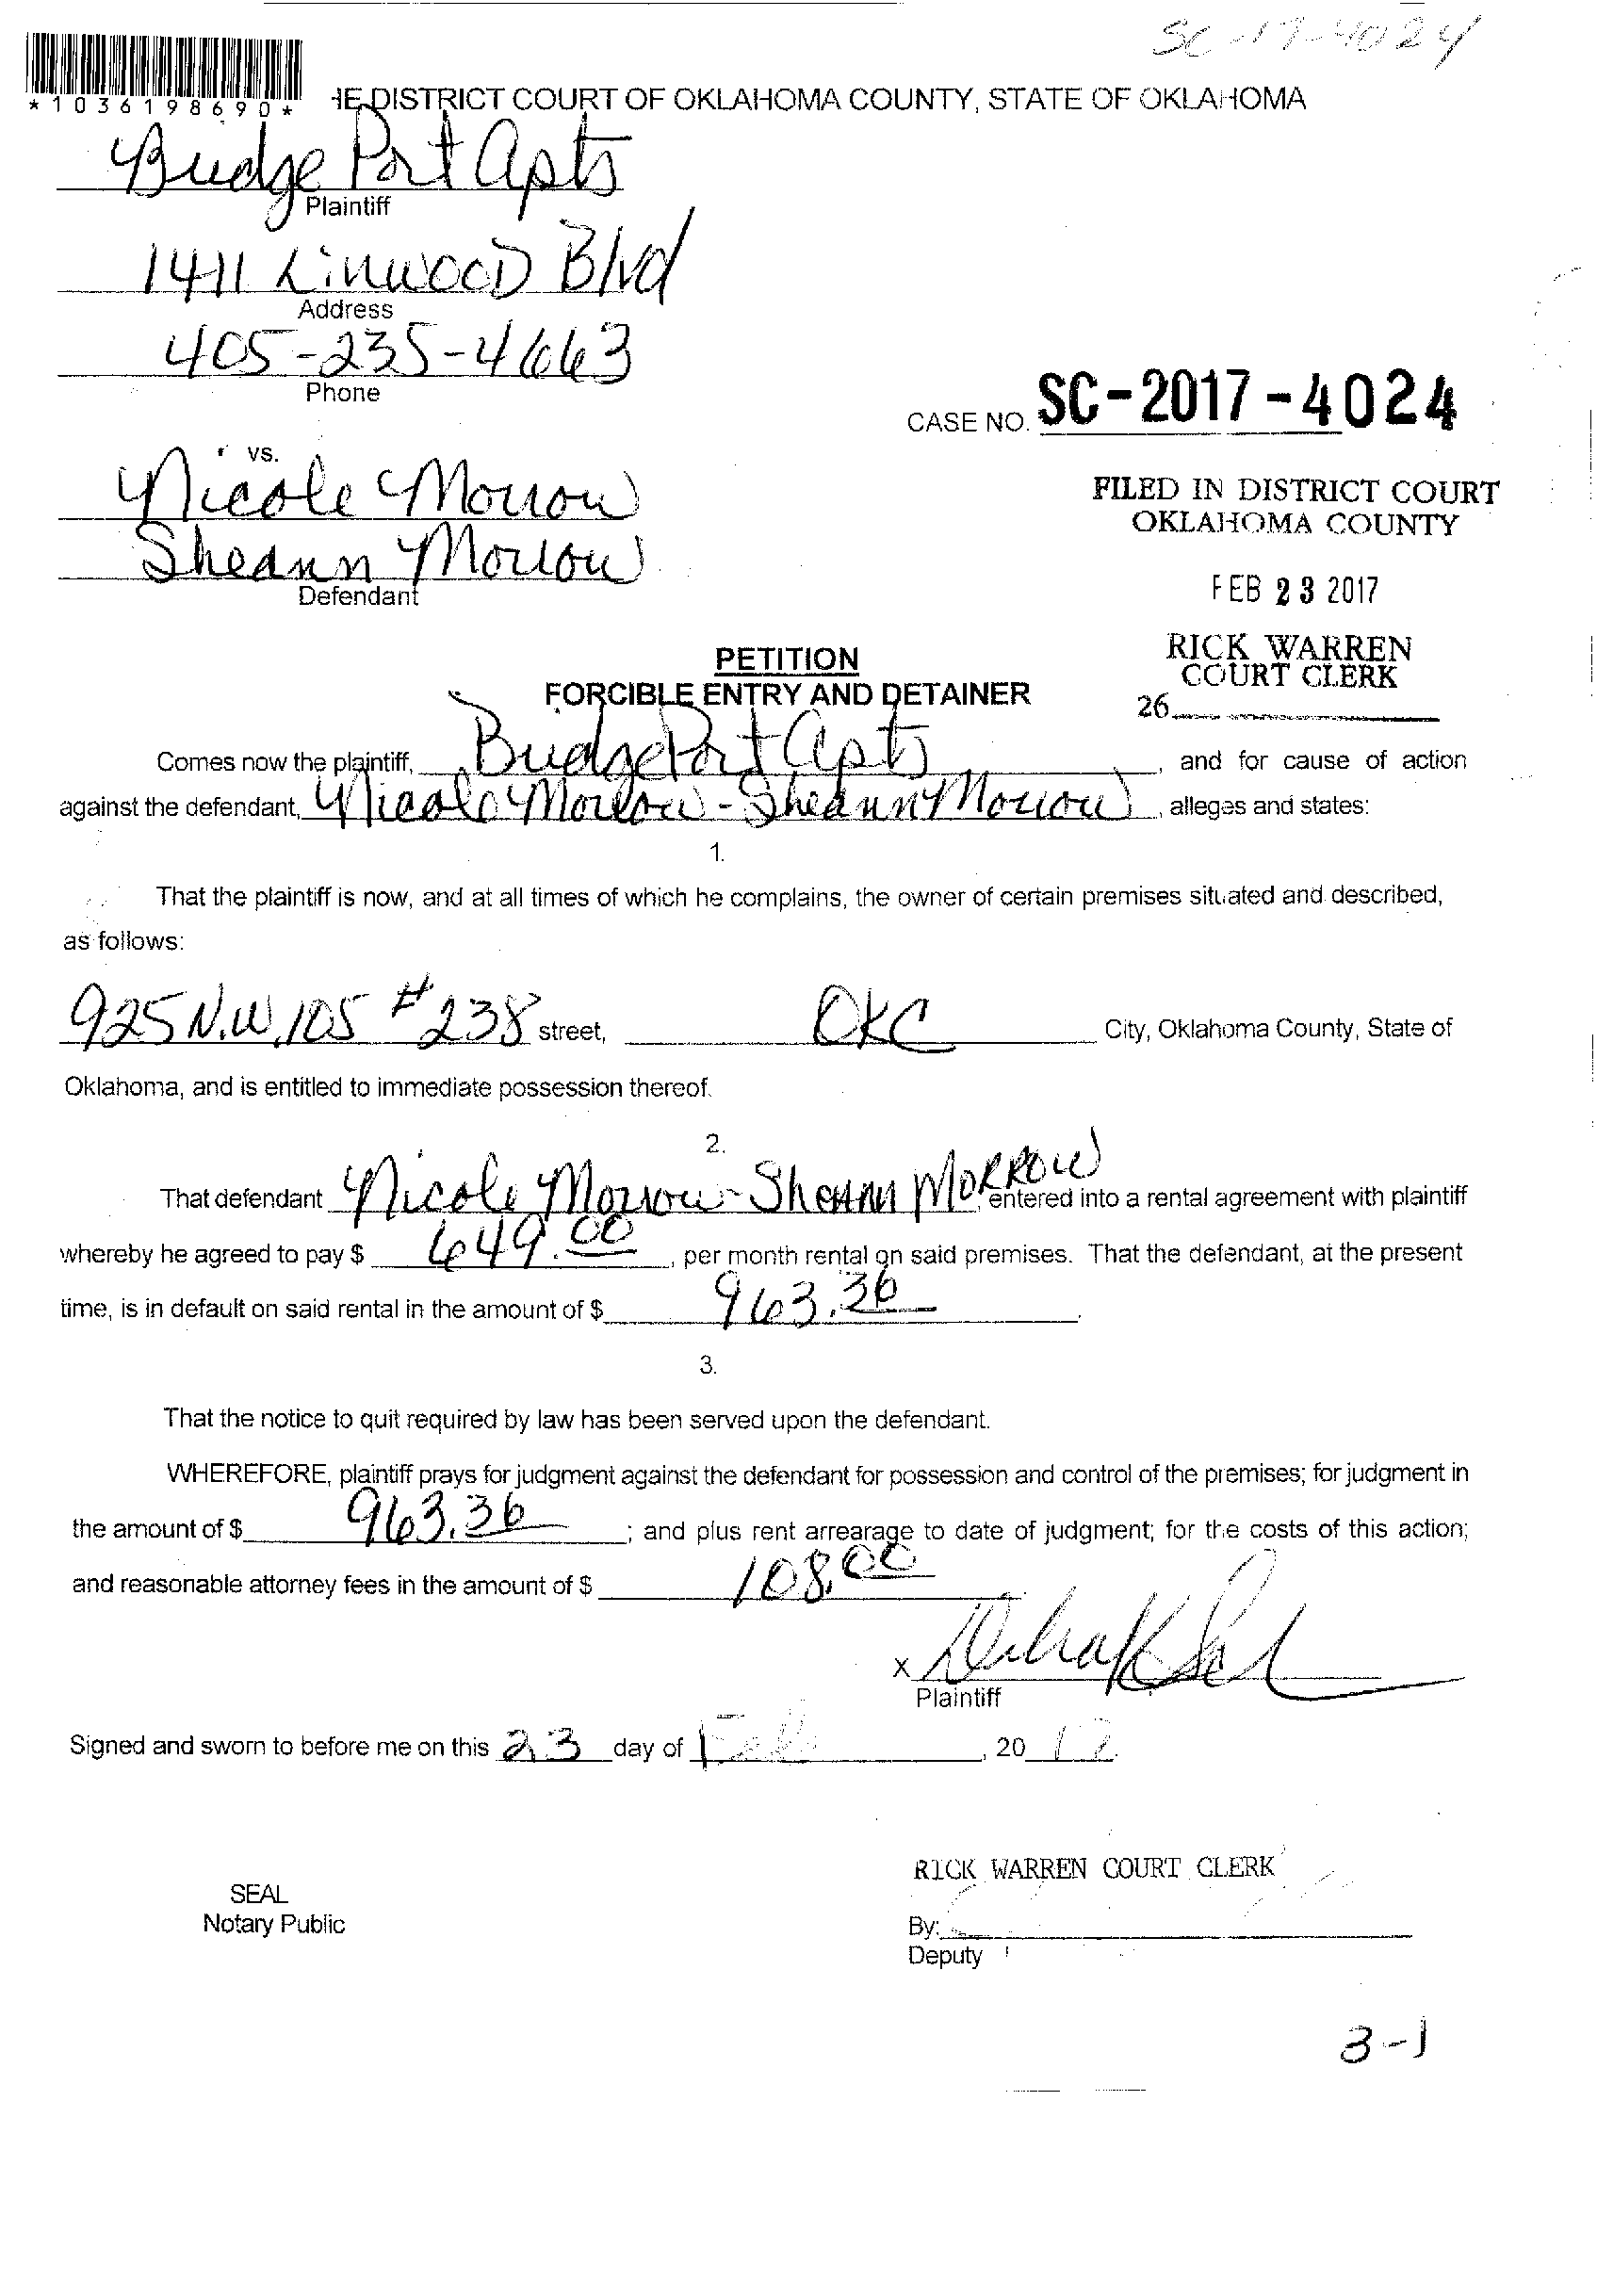 SC-17-4024
*1036198690*
HE DISTRICT COURT OF OKLAHOMA COUNTY, STATE OF OKLAHOMA
Budge Port Apts
Plaintiff
1411 Linwood Blvd
Address
405-235-4663
Phone
CASE NO. SC-2017-4024
vs.
Nicole Morrow
Sheann Morrow
Defendant
FILED IN DISTRICT COURT
OKLAHOMA COUNTY
FEB 23 2017
RICK WARREN
COURT CLERK
26
PETITION
FORCIBLE ENTRY AND DETAINER
Comes now the plaintiff, Budge Port Apts, and for cause of action
against the defendant, Nicole Morrow - Sheann Morrow, alleges and states:
1.
That the plaintiff is now, and at all times of which he complains, the owner of certain premises situated and described,
as follows:
925 N.W. 105 #238 street, OKC City, Oklahoma County, State of
Oklahoma, and is entitled to immediate possession thereof.
2.
That defendant Nicole Morrow - Sheann Morrow, entered into a rental agreement with plaintiff
whereby he agreed to pay $ 649.00, per month rental on said premises. That the defendant, at the present
time, is in default on said rental in the amount of $ 963.36.
3.
That the notice to quit required by law has been served upon the defendant.
WHEREFORE, plaintiff prays for judgment against the defendant for possession and control of the premises; for judgment in
the amount of $ 963.36; and plus rent arrearage to date of judgment; for the costs of this action;
and reasonable attorney fees in the amount of $ 108.00
x
Plaintiff
Signed and sworn to before me on this 23 day of Feb, 2017.
SEAL
Notary Public
RICK WARREN COURT CLERK
By:
Deputy
3-1